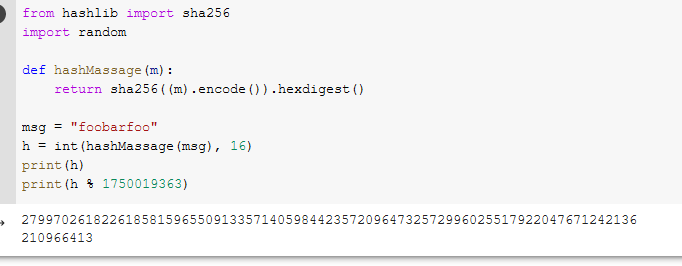 from hashlib import sha256
import random
def hashMassage(m):
    return sha256((m).encode()).hexdigest()
msg = "foobarfoo"
h = int(hashMassage(msg), 16)
print(h)
print(h % 1750019363)
27997026182261858159655091335714059844235720964732572996025517922047671242136
210966413